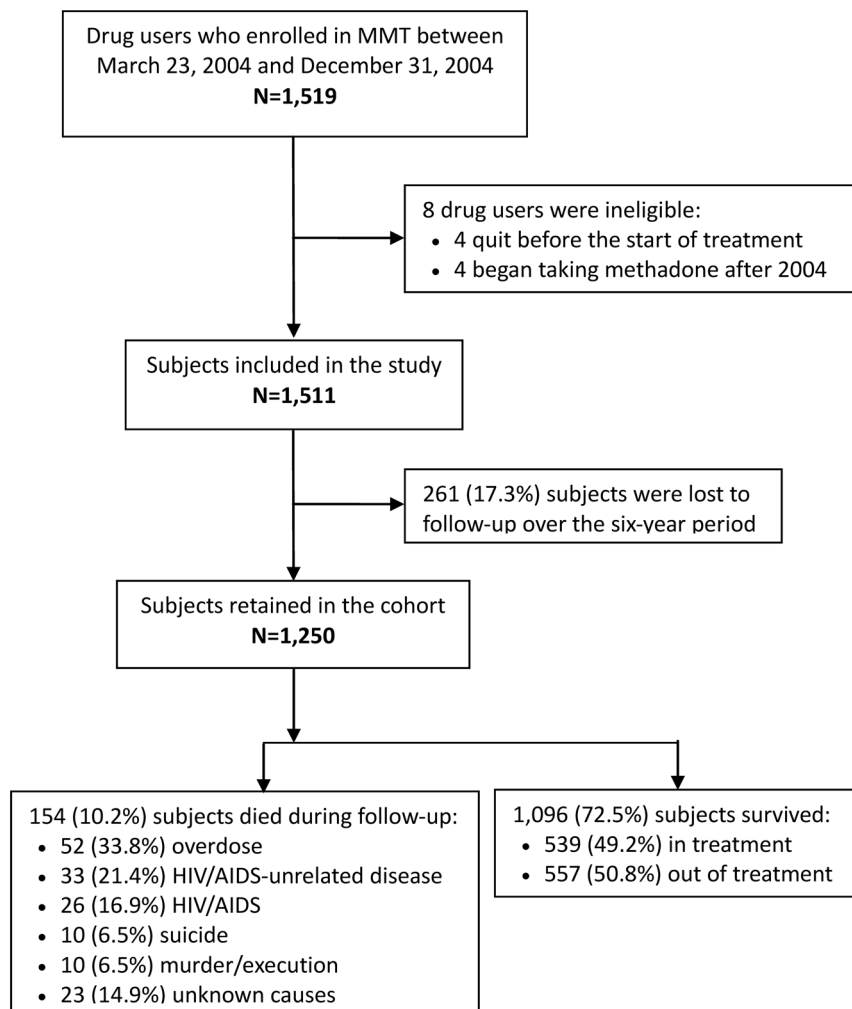 Drug users who enrolled in MMT between
March 23, 2004 and December 31, 2004
N=1,519
8 drug users were ineligible:
• 4 quit before the start of treatment
• 4 began taking methadone after 2004
Subjects included in the study
N=1,511
261 (17.3%) subjects were lost to
follow-up over the six-year period
Subjects retained in the cohort
N=1,250
154 (10.2%) subjects died during follow-up:
• 52 (33.8%) overdose
• 33 (21.4%) HIV/AIDS-unrelated disease
• 26 (16.9%) HIV/AIDS
• 10 (6.5%) suicide
• 10 (6.5%) murder/execution
• 23 (14.9%) unknown causes
1,096 (72.5%) subjects survived:
• 539 (49.2%) in treatment
• 557 (50.8%) out of treatment